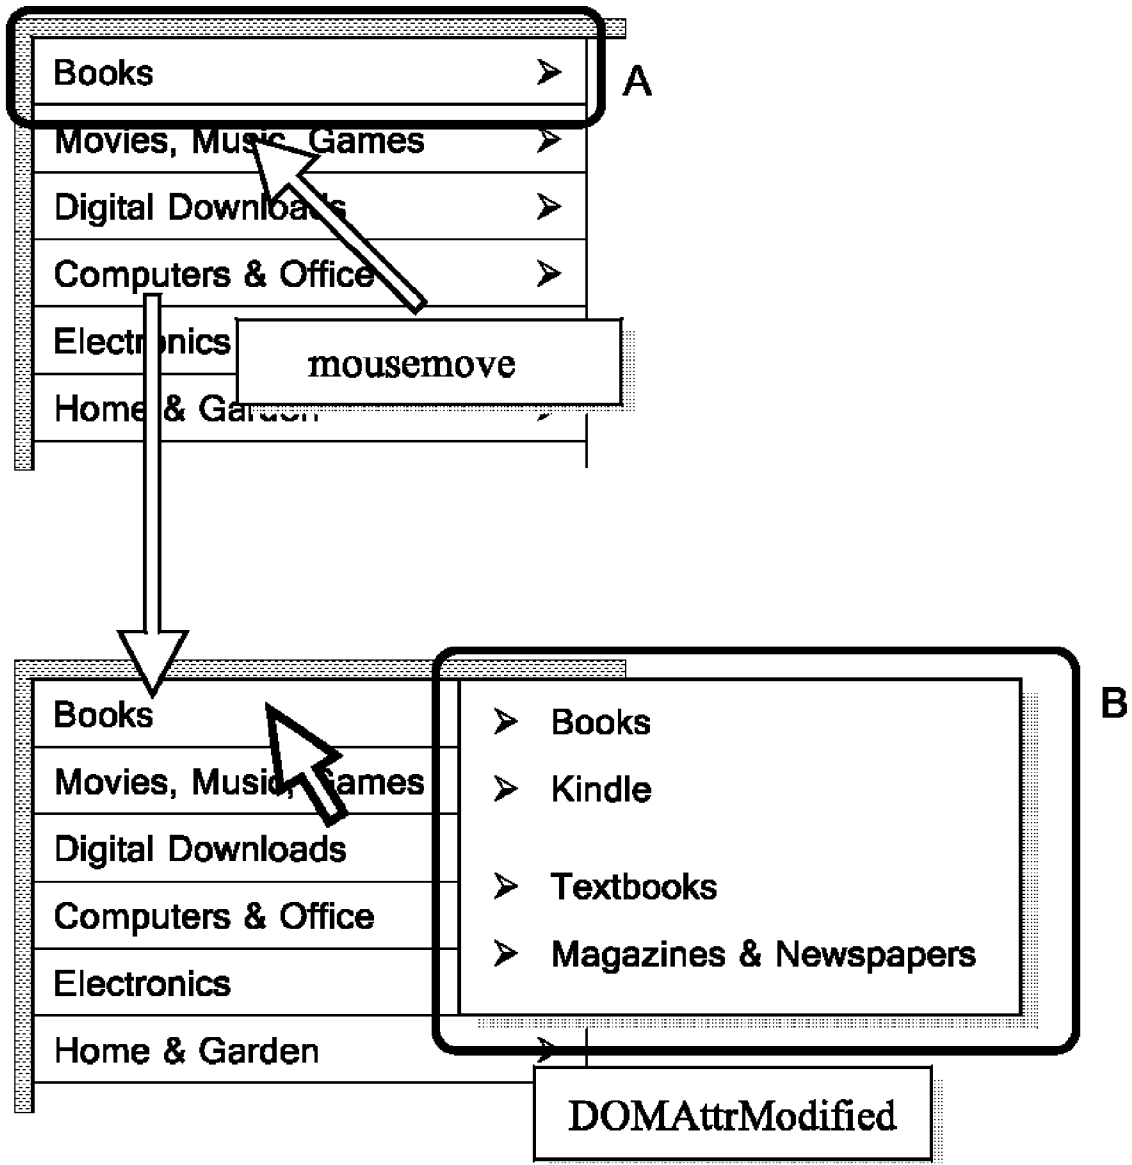 Books
A
Movies, Music, Games
Digital Downloads
Computers & Office
Electronics
mousemove
Home & Garden
Books
Movies, Music, Games
Digital Downloads
Computers & Office
Electronics
Home & Garden
B
Books
Kindle
Textbooks
Magazines & Newspapers
DOMAttrModified